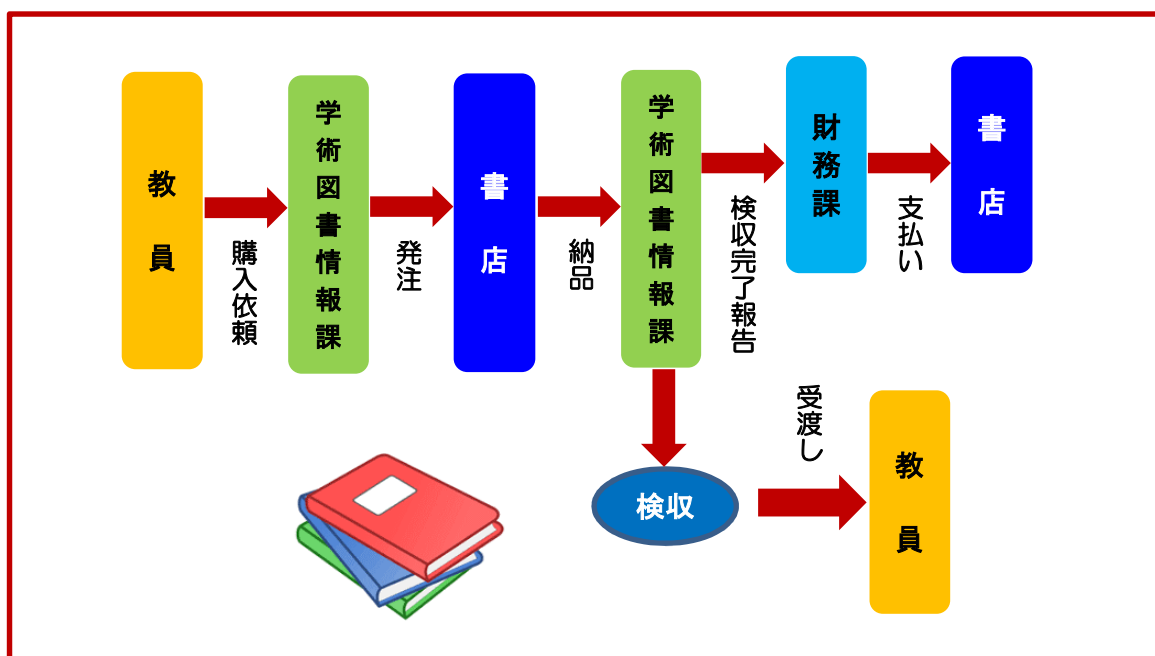 教員
購入依頼
学術図書情報課
発注
書店
納品
学術図書情報課
検収完了報告
財務課
支払い
書店
検収
受渡し
教員